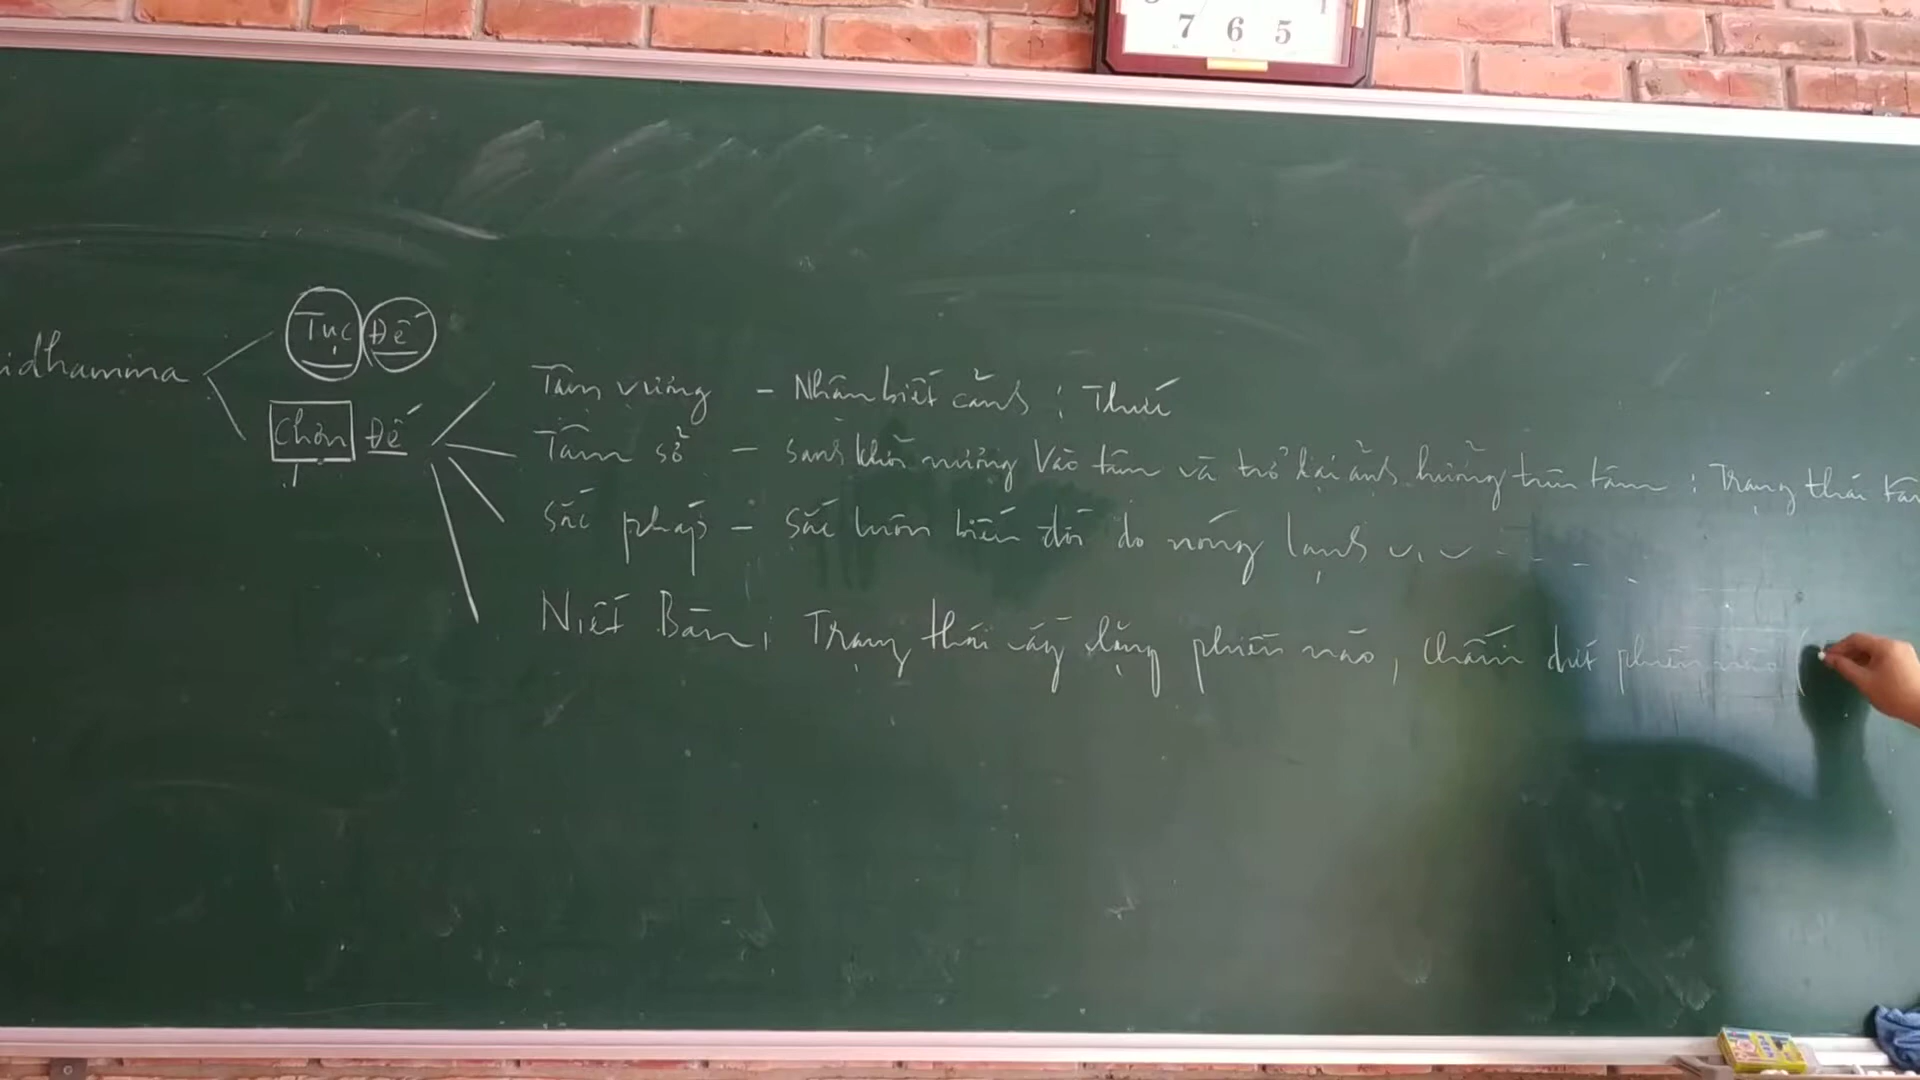 7 6 5
idhamma
Tục Đế
Chơn Đế
Tâm vương - Nhận biết cảnh : Thức
Tâm sở - sanh khởi nương vào tâm và trở lại ảnh hưởng trên tâm : Trạng thái tâ
Sắc pháp - Sắc luôn biến đổi do nóng lạnh v.v
Niết Bàn : Trạng thái vắng lặng phiền não, chấm dứt phiền não (